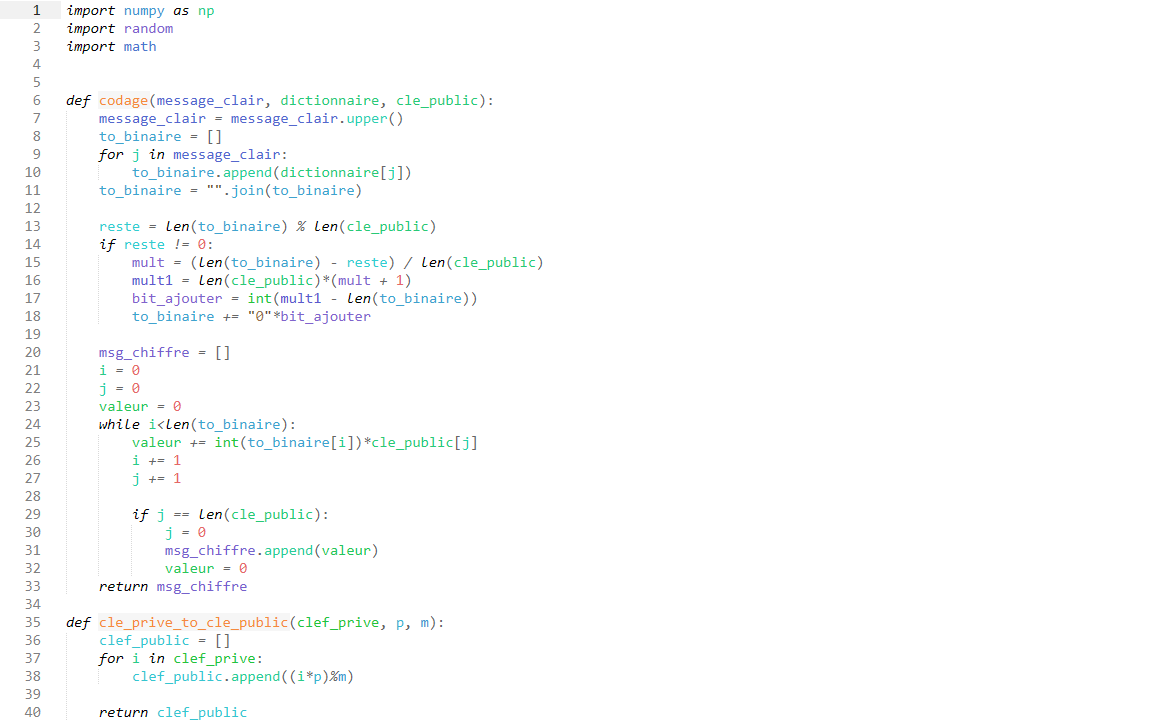 1 import numpy as np
2 import random
3 import math
4
5
6 def codage(message_clair, dictionnaire, cle_public):
7     message_clair = message_clair.upper()
8     to_binaire = []
9     for j in message_clair:
10         to_binaire.append(dictionnaire[j])
11     to_binaire = "".join(to_binaire)
12
13     reste = len(to_binaire) % len(cle_public)
14     if reste != 0:
15         mult = (len(to_binaire) - reste) / len(cle_public)
16         mult1 = len(cle_public)*(mult + 1)
17         bit_ajouter = int(mult1 - len(to_binaire))
18         to_binaire += "0"*bit_ajouter
19
20     msg_chiffre = []
21     i = 0
22     j = 0
23     valeur = 0
24     while i<len(to_binaire):
25         valeur += int(to_binaire[i])*cle_public[j]
26         i += 1
27         j += 1
28
29         if j == len(cle_public):
30             j = 0
31             msg_chiffre.append(valeur)
32             valeur = 0
33     return msg_chiffre
34
35 def cle_prive_to_cle_public(clef_prive, p, m):
36     clef_public = []
37     for i in clef_prive:
38         clef_public.append((i*p)%m)
39
40     return clef_public